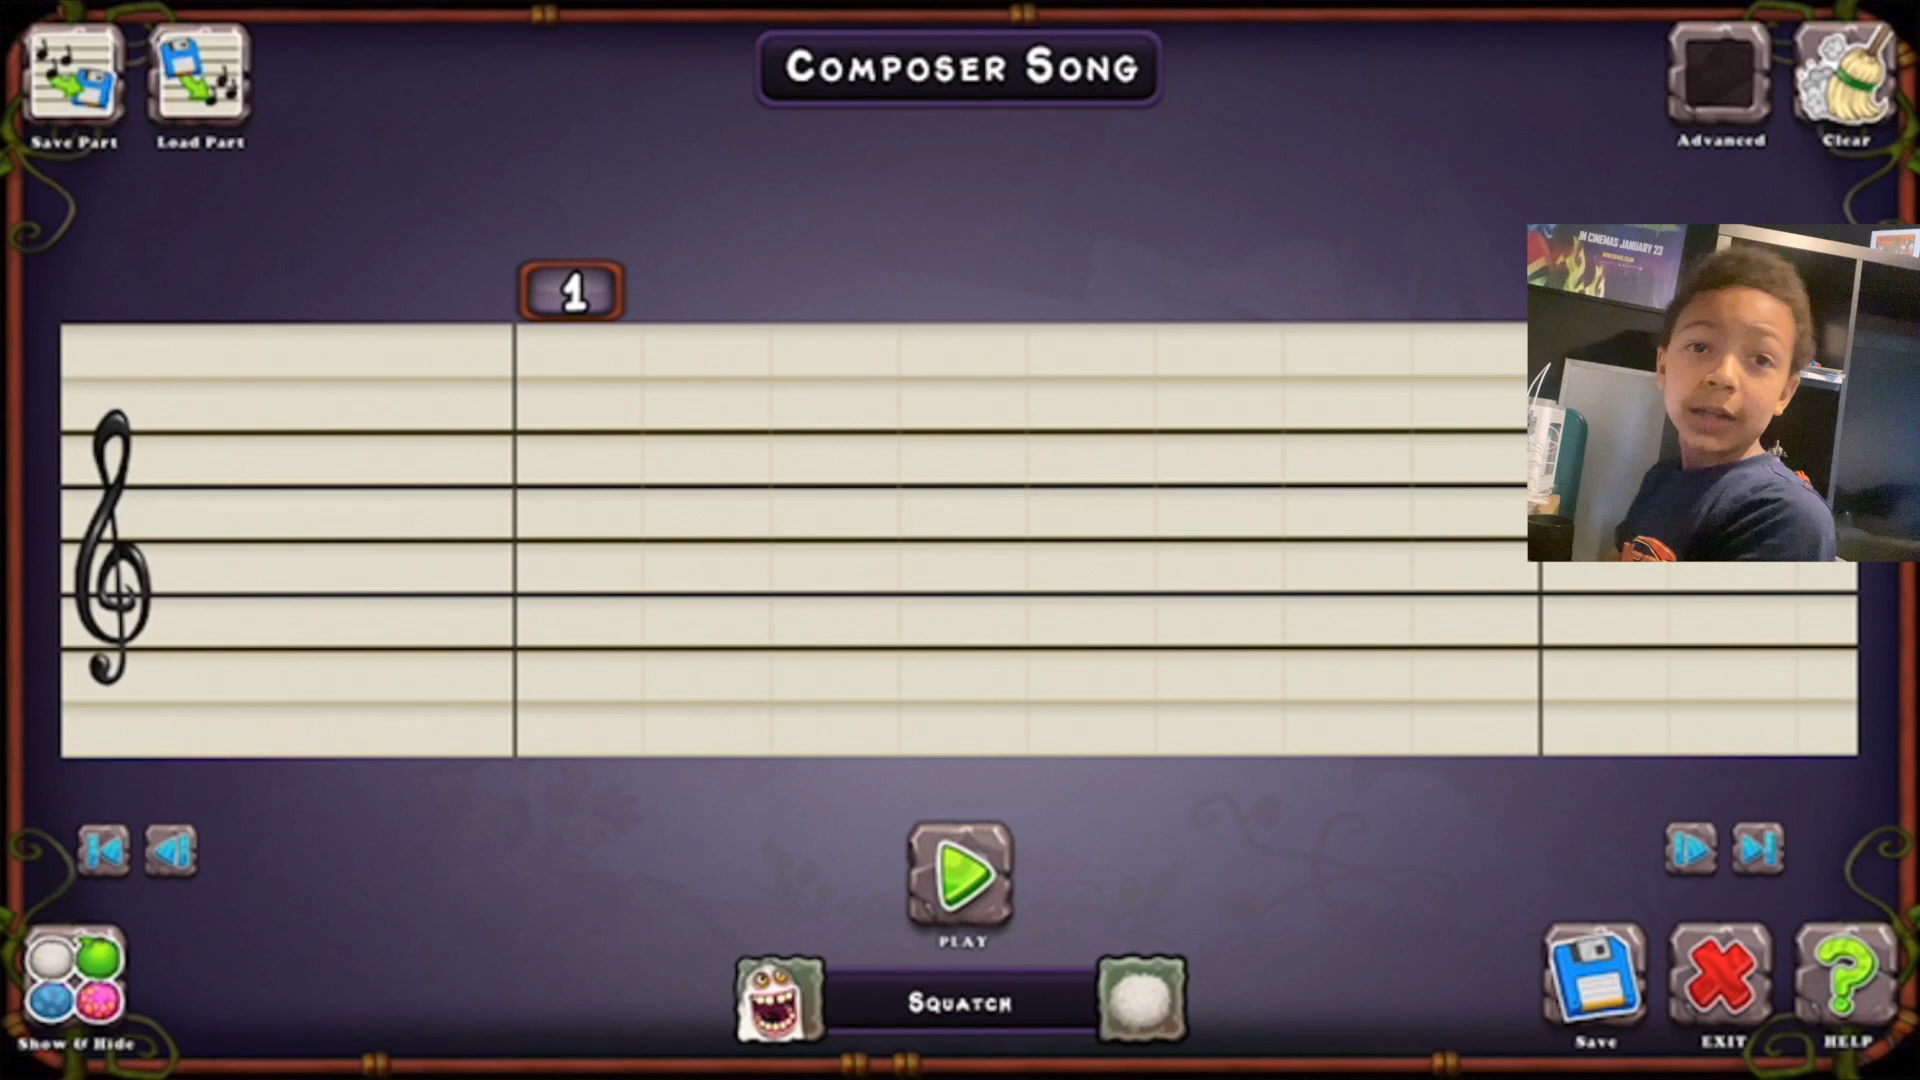 COMPOSER SONG
Save Part
Load Part
Advanced
Clear
IN CINEMAS JANUARY 23
1
PLAY
SQUATCH
Show & Hide
Save
EXIT
HELP